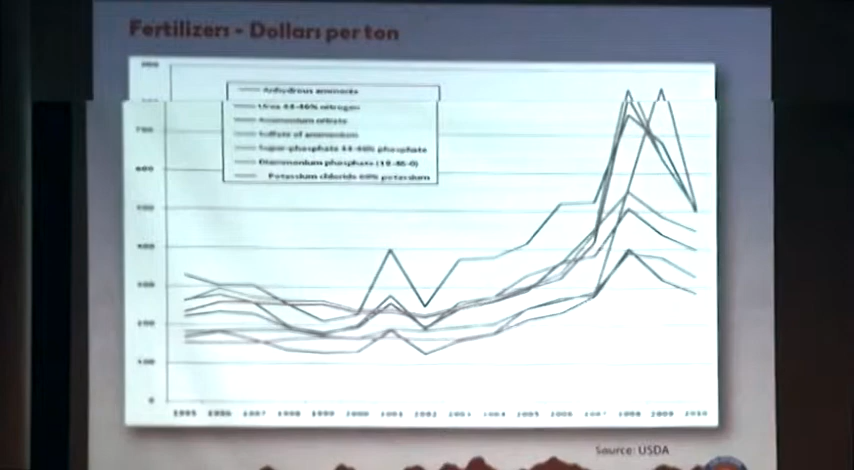 Fertilizers - Dollars per ton
Anhydrous ammonia
Urea 44-46% nitrogen
Ammonium nitrate
Sulfate of ammonium
Super-phosphate 44-46% phosphate
Diammonium phosphate (18-46-0)
Potassium chloride 60% potassium
700
600
500
400
300
200
100
0
1995 1996 1997 1998 1999 2000 2001 2002 2003 2004 2005 2006 2007 2008 2009 2010
Source: USDA